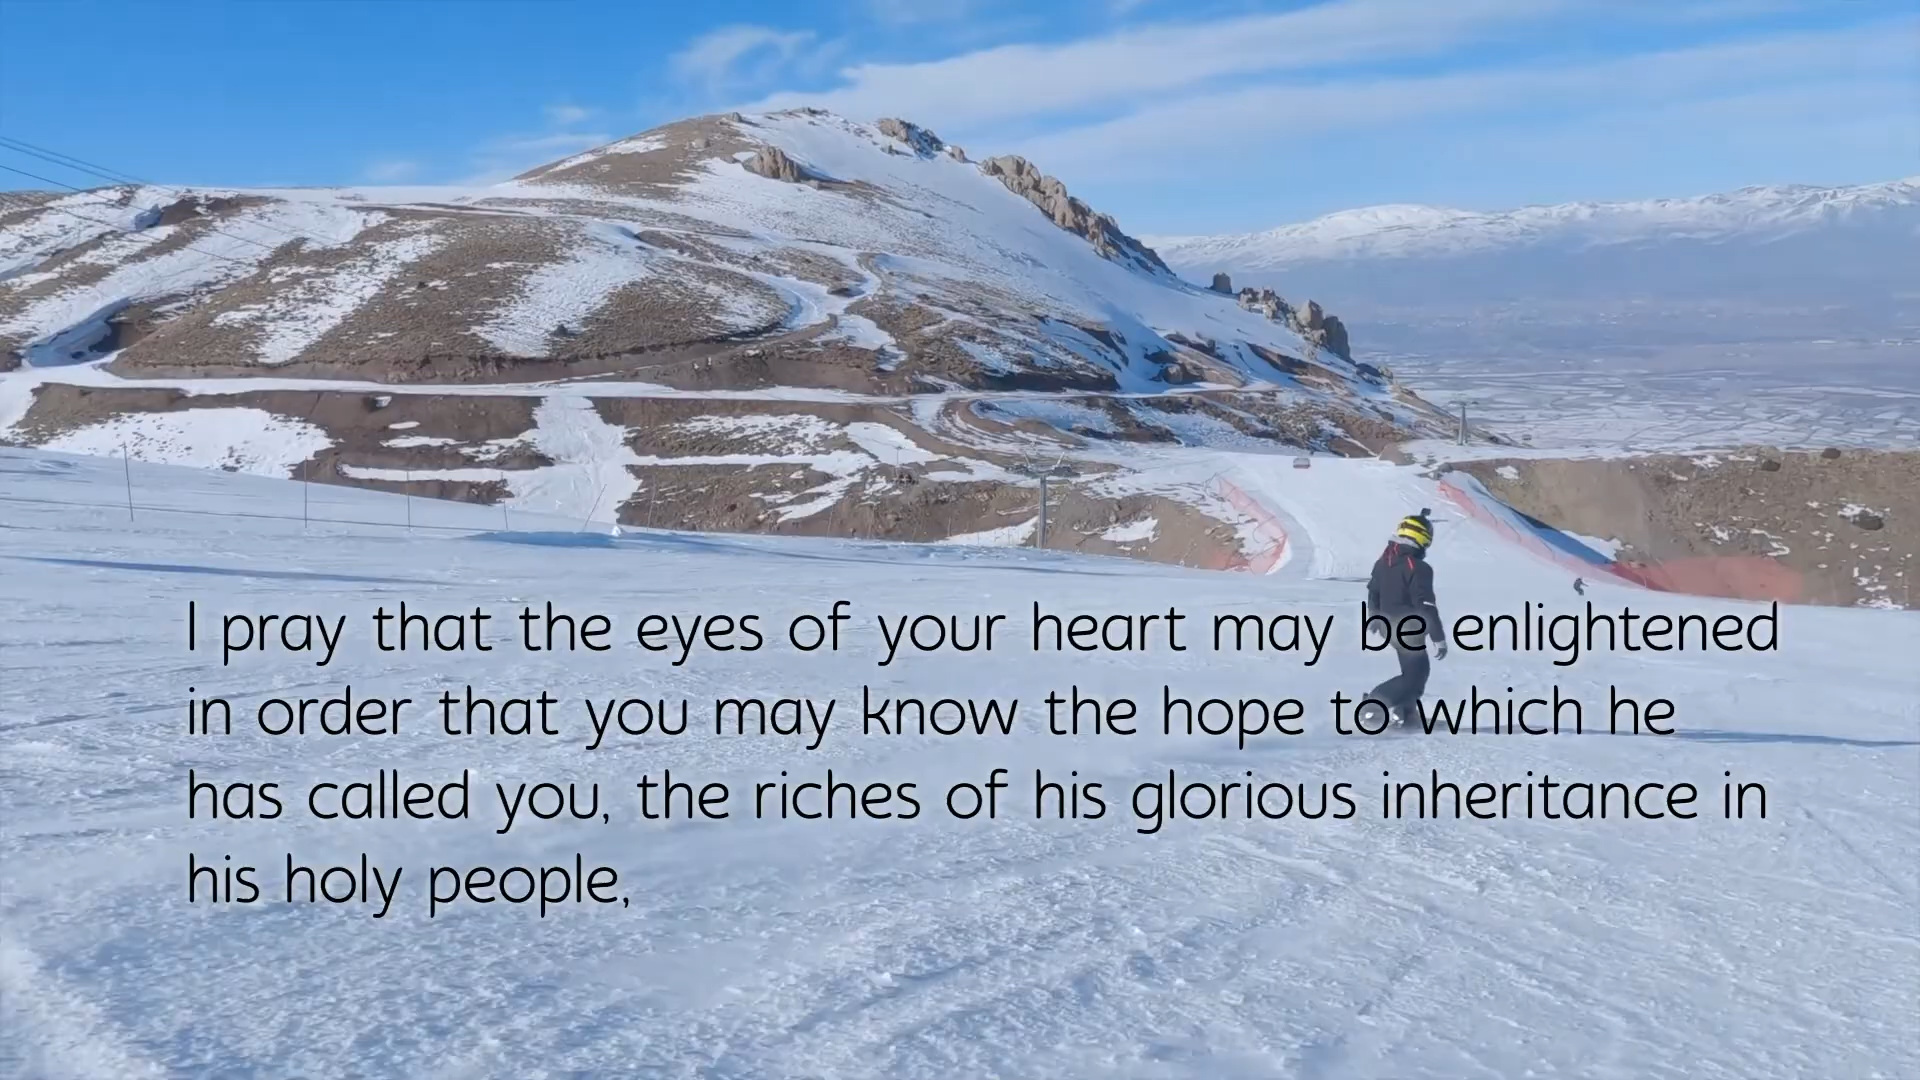 I pray that the eyes of your heart may be enlightened
in order that you may know the hope to which he
has called you, the riches of his glorious inheritance in
his holy people,